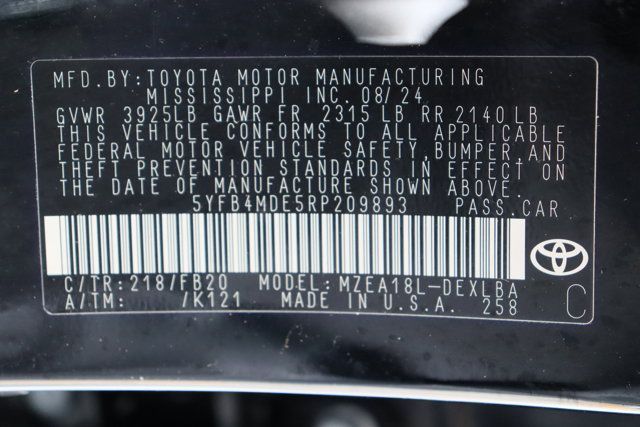 MFD. BY: TOYOTA MOTOR MANUFACTURING
MISSISSIPPI INC. 08/24
GVWR 3925LB GAWR FR 2315 LB RR 2140 LB
THIS VEHICLE CONFORMS TO ALL APPLICABLE
FEDERAL MOTOR VEHICLE SAFETY, BUMPER, AND
THEFT PREVENTION STANDARDS IN EFFECT ON
THE DATE OF MANUFACTURE SHOWN ABOVE.
5YFB4MDE5RP209893 PASS. CAR
C/TR: 218/FB20 MODEL: MZEA18L-DEXLBA
A/TM: /K121 MADE IN U.S.A. 258 C